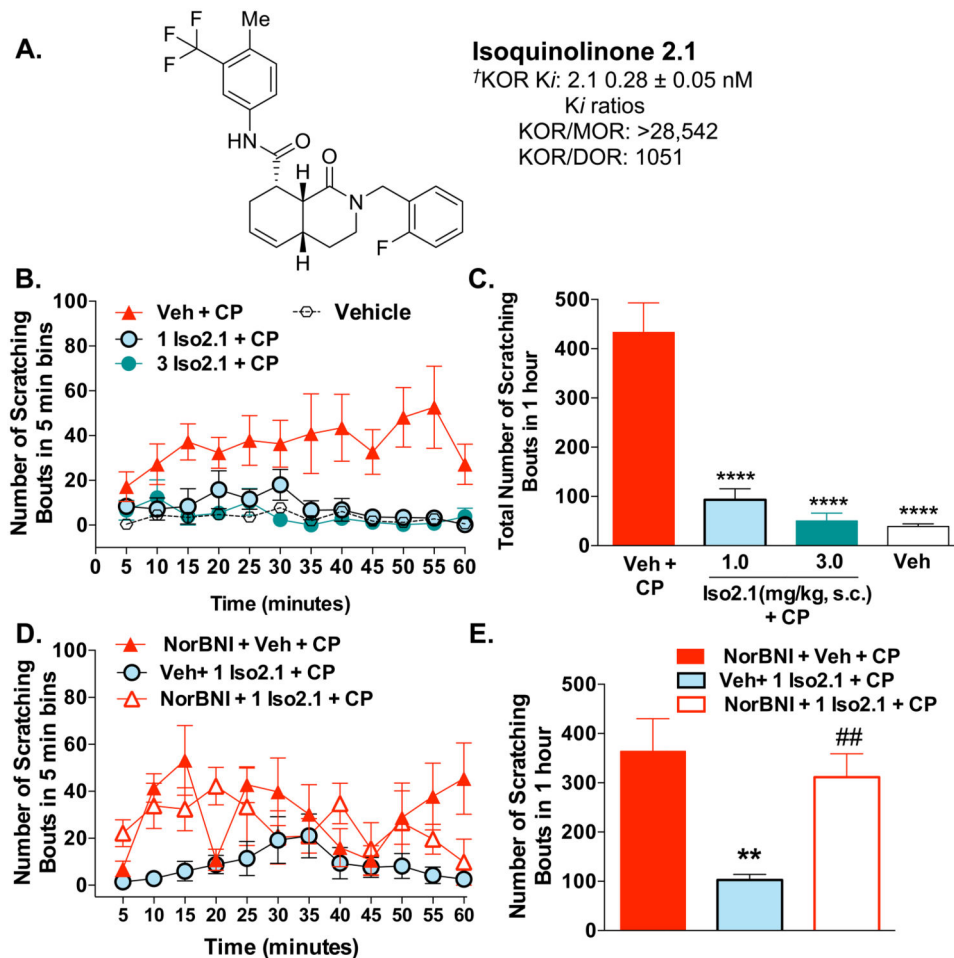 A.
F
Me
F
F
HN
O
H
O
N
F
H
Isoquinolinone 2.1
†KOR Ki: 2.1 0.28 ± 0.05 nM
Ki ratios
KOR/MOR: >28,542
KOR/DOR: 1051
B.
100
80
60
40
20
0
Number of Scratching
Bouts in 5 min bins
Veh + CP
Vehicle
1 Iso2.1 + CP
3 Iso2.1 + CP
0 5 10 15 20 25 30 35 40 45 50 55 60
Time (minutes)
C.
500
400
300
200
100
0
Total Number of Scratching
Bouts in 1 hour
****
****
****
Veh +
CP
1.0 3.0 Veh
Iso2.1(mg/kg, s.c.)
+ CP
D.
100
80
60
40
20
0
Number of Scratching
Bouts in 5 min bins
NorBNI + Veh + CP
Veh+ 1 Iso2.1 + CP
NorBNI + 1 Iso2.1 + CP
5 10 15 20 25 30 35 40 45 50 55 60
Time (minutes)
E.
NorBNI + Veh + CP
Veh+ 1 Iso2.1 + CP
NorBNI + 1 Iso2.1 + CP
500
400
300
200
100
0
Number of Scratching
Bouts in 1 hour
**
##